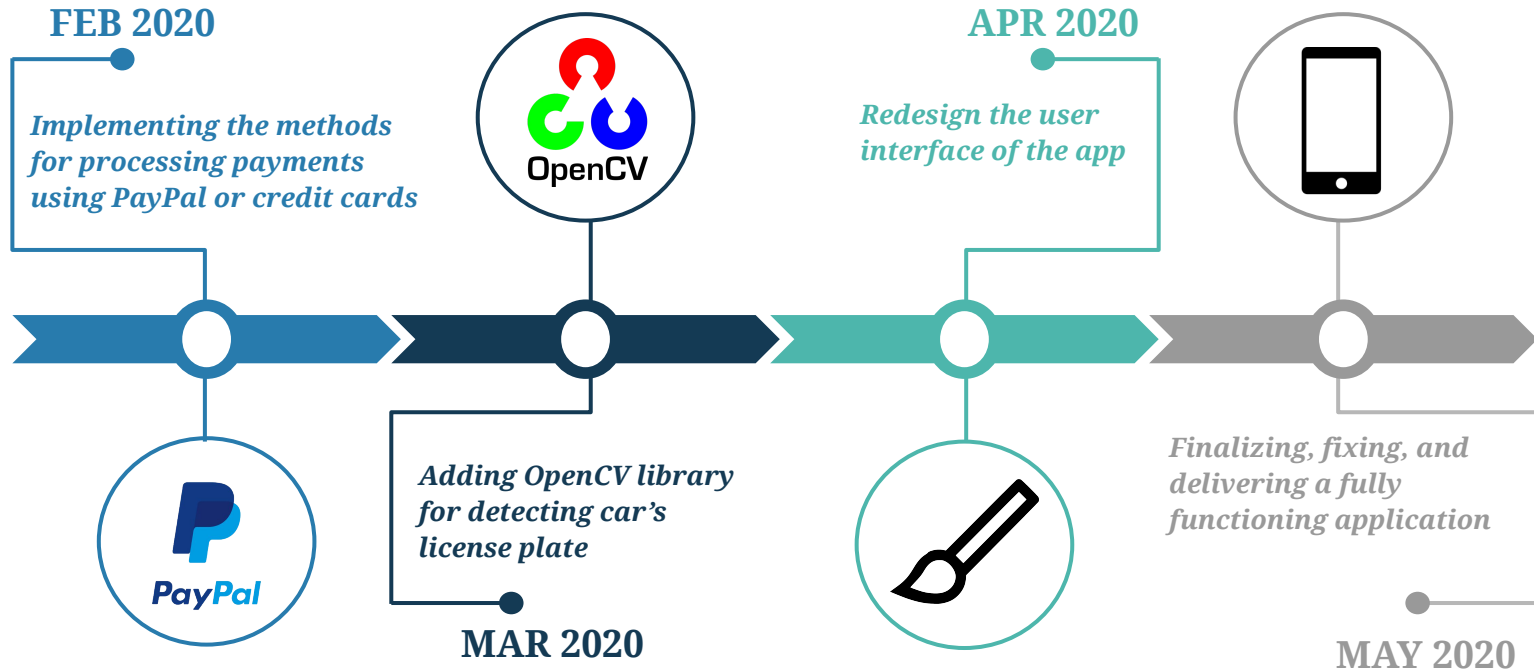 FEB 2020
Implementing the methods
for processing payments
using PayPal or credit cards
PayPal
OpenCV
Adding OpenCV library
for detecting car’s
license plate
MAR 2020
APR 2020
Redesign the user
interface of the app
Finalizing, fixing, and
delivering a fully
functioning application
MAY 2020